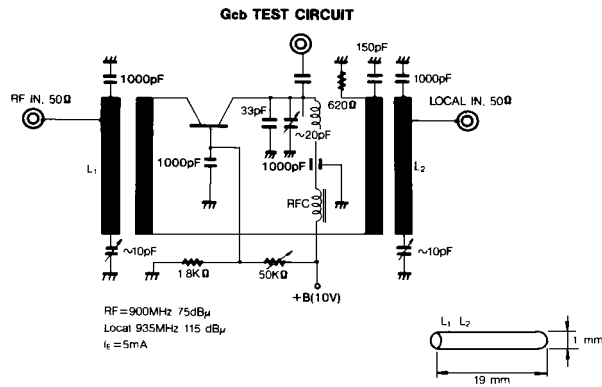 Gcb TEST CIRCUIT
1000pF
150pF
1000pF
RF IN, 50Ω
33pF
620Ω
LOCAL IN, 50Ω
~20pF
1000pF
1000pF
L₁
L₂
RFC
~10pF
~10pF
1.8KΩ
50KΩ
+B(10V)
RF=900MHz 75dBμ
Local 935MHz 115 dBμ
IE=5mA
L₁ L₂
1 mm
19 mm